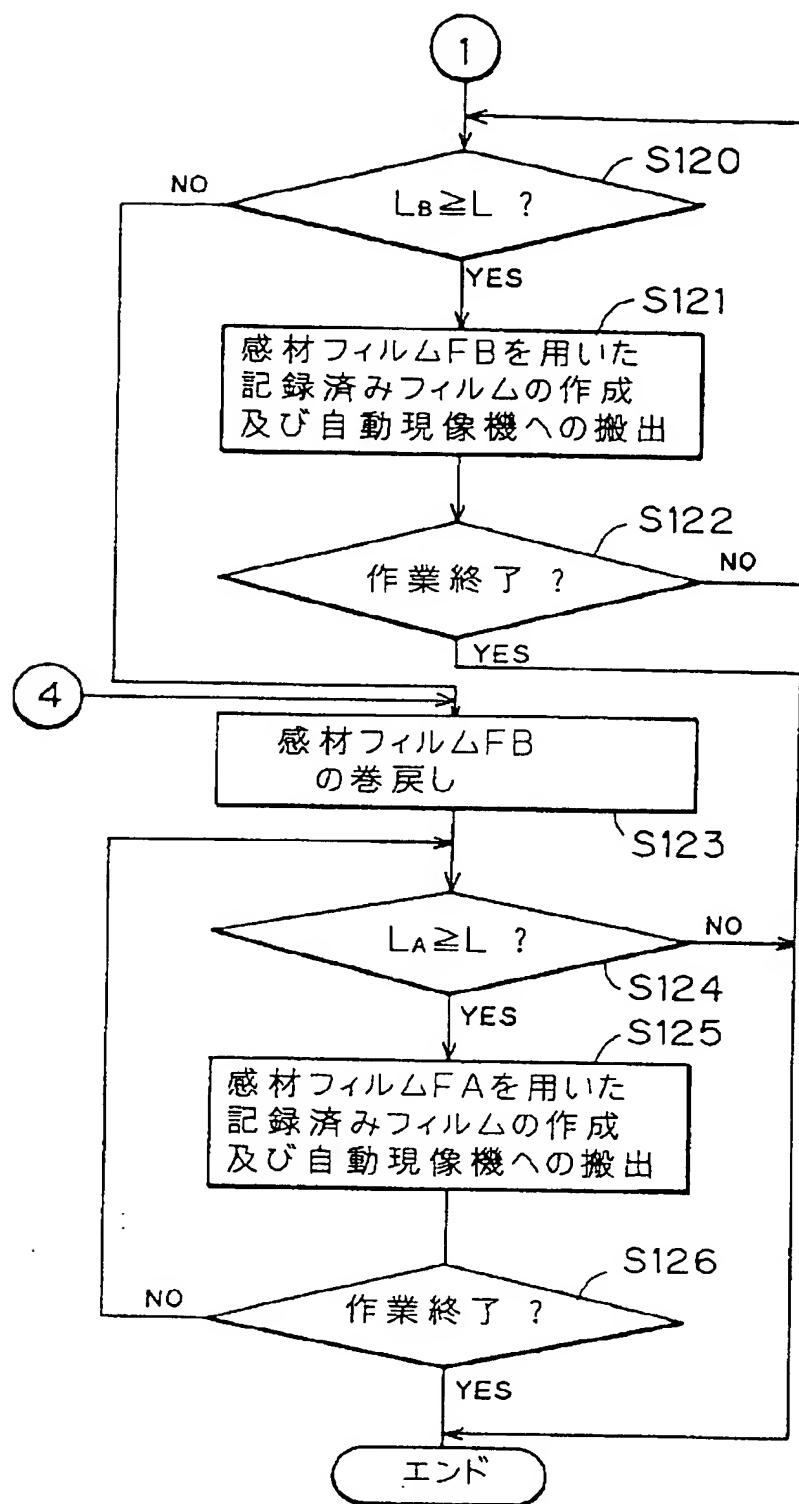 1
S120
NO
LB≧L ?
YES
S121
感材フィルムFBを用いた
記録済みフィルムの作成
及び自動現像機への搬出
S122
作業終了 ?
NO
YES
4
感材フィルムFB
の巻戻し
S123
LA≧L ?
NO
S124
YES
S125
感材フィルムFAを用いた
記録済みフィルムの作成
及び自動現像機への搬出
S126
NO
作業終了 ?
YES
エンド